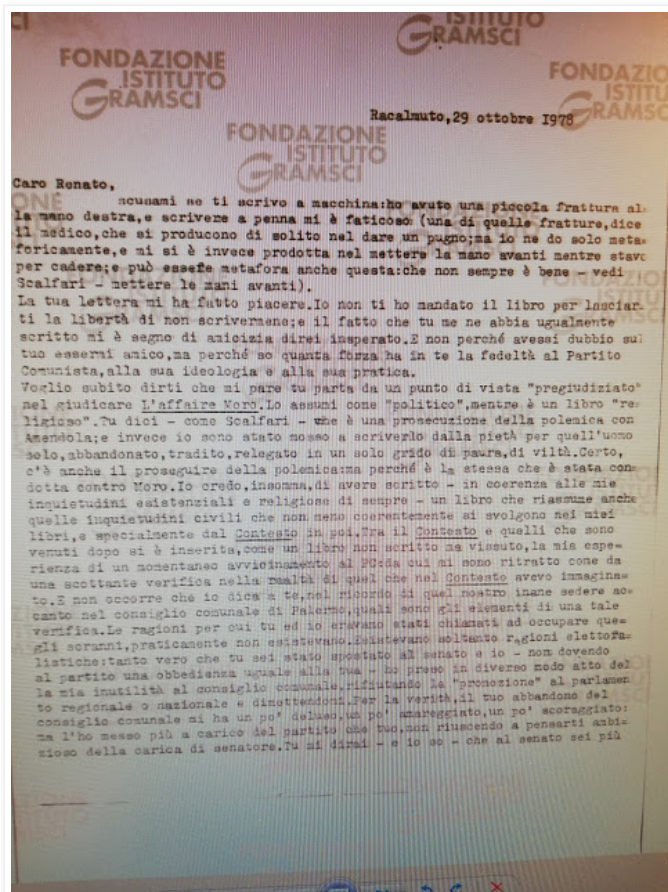 ISTITUTO
GRAMSCI
FONDAZIONE
ISTITUTO
GRAMSCI
FONDAZIO
ISTITU
GRAMS
FONDAZIONE
ISTITUTO
GRAMSCI
Racalmuto,29 ottobre I978
Caro Renato,
scusami se ti scrivo a macchina:ho avuto una piccola frattura al=
la mano destra,e scrivere a penna mi è faticoso (una di quelle fratture,dice
il medico,che si producono di solito nel dare un pugno;ma io ne do solo meta=
foricamente,e mi si è invece prodotta nel mettere la mano avanti mentre stavo
per cadere;e può essere metafora anche questa:che non sempre è bene - vedi
Scalfari - mettere le mani avanti).
La tua lettera mi ha fatto piacere.Io non ti ho mandato il libro per lasciar=
ti la libertà di non scrivermene;e il fatto che tu me ne abbia ugualmente
scritto mi è segno di amicizia direi insperato.E non perché avessi dubbio sul
tuo essermi amico,ma perché so quanta forza ha in te la fedeltà al Partito
Comunista,alla sua ideologia e alla sua pratica.
Voglio subito dirti che mi pare tu parta da un punto di vista "pregiudiziato"
nel giudicare L'affaire Moro.Lo assumi come "politico",mentre è un libro "re=
ligioso".Tu dici - come Scalfari - che è una prosecuzione della polemica con
Amendola;e invece io sono stato mosso a scriverlo dalla pietà per quell'uomo
solo,abbandonato,tradito,relegato in un solo grido di paura,di viltà.Certo,
c'è anche il proseguire della polemica:ma perché è la stessa che è stata con
dotta contro Moro.Io credo,insomma,di avere scritto - in coerenza alle mie
inquietudini esistenziali e religiose di sempre - un libro che riassume anche
quelle inquietudini civili che non meno coerentemente si svolgono nei miei
libri,e specialmente dal Contesto in poi.Tra il Contesto e quelli che sono
venuti dopo si è inserita,come un libro non scritto ma vissuto,la mia espe=
rienza di un momentaneo avvicinamento al PC:da cui mi sono ritratto come da
una scottante verifica nella realtà di quel che nel Contesto avevo immagina=
to.E non occorre che io dica a te,nel ricordo di quel nostro inane sedere ac=
canto nel consiglio comunale di Palermo,quali sono gli elementi di una tale
verifica.Le ragioni per cui tu ed io eravamo stati chiamati ad occupare que=
gli scranni,praticamente non esistevano.Esistevano soltanto ragioni elettora=
listiche:tanto vero che tu sei stato spostato al senato e io - non dovendo
al partito una obbedienza uguale alla tua - ho preso in diverso modo atto del
la mia inutilità al consiglio comunale,rifiutando la "promozione" al parlamen
to regionale o nazionale e dimettendomi.Per la verità,il tuo abbandono del
consiglio comunale mi ha un po' deluso,un po' amareggiato,un po' scoraggiato:
ma l'ho messo più a carico del partito che tuo,non riuscendo a pensarti ambi=
zioso della carica di senatore.Tu mi dirai - e io so - che al senato sei più